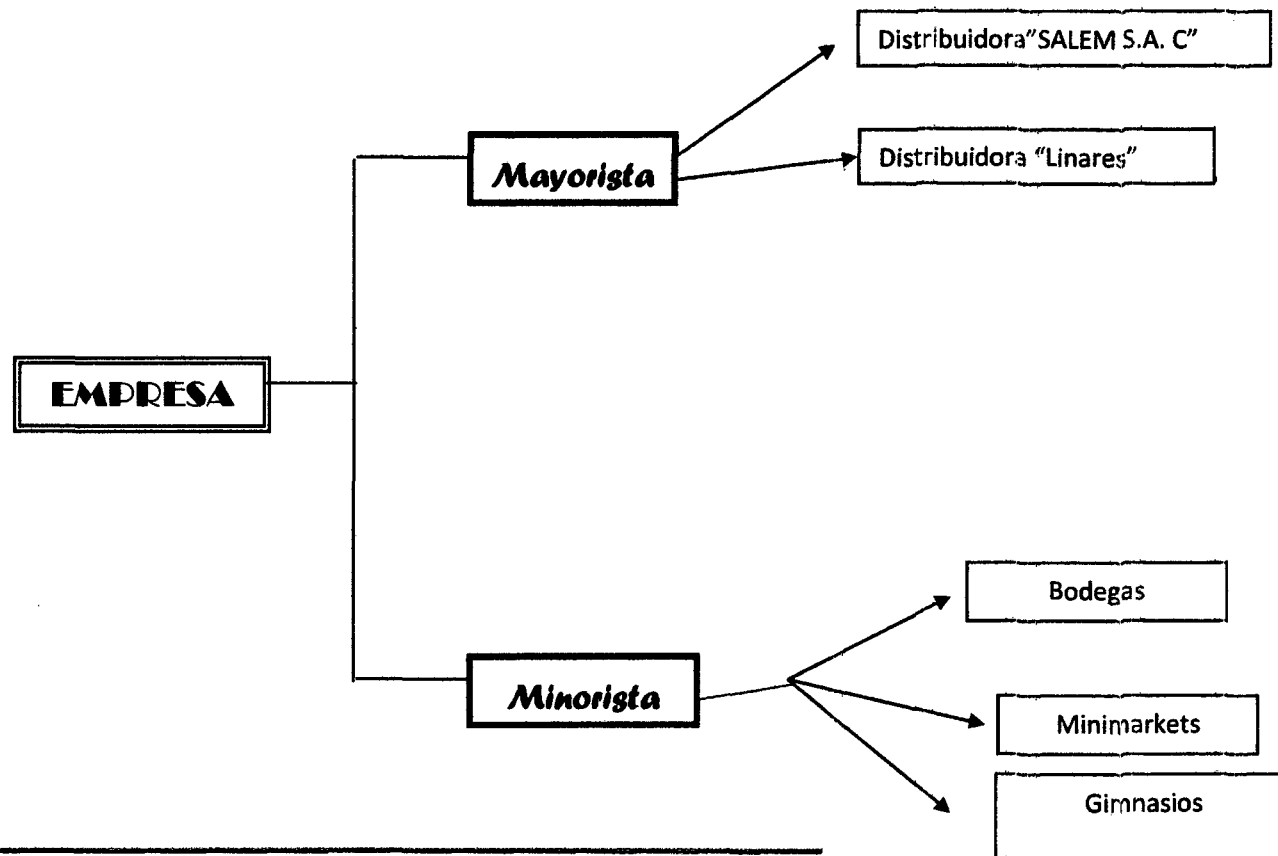 Distribuidora"SALEM S.A. C"
Mayorista
Distribuidora "Linares"
EMPRESA
Bodegas
Minorista
Minimarkets
Gimnasios